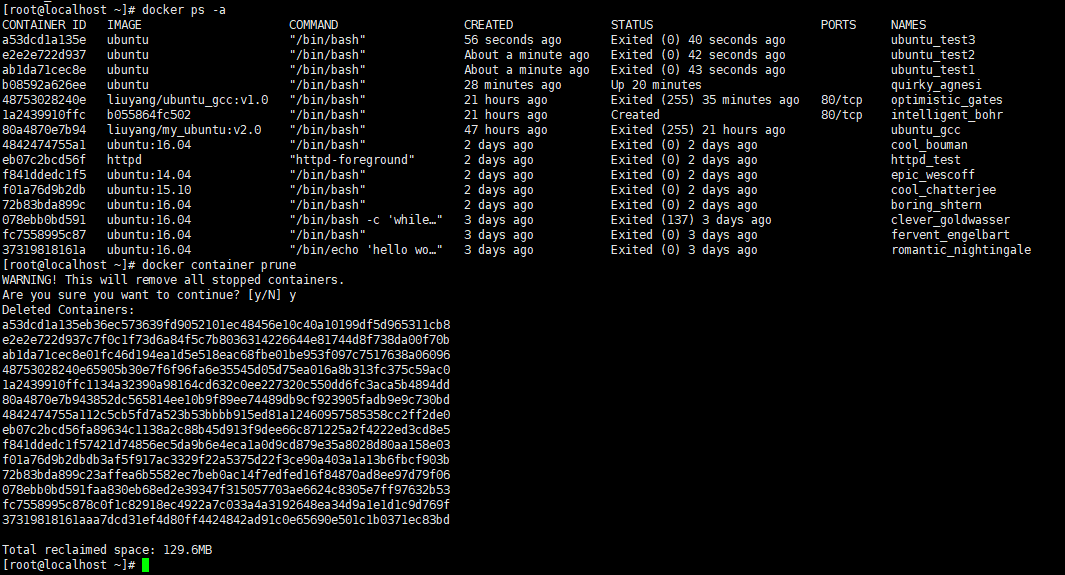 [root@localhost ~]# docker ps -a
CONTAINER ID   IMAGE                     COMMAND                  CREATED              STATUS                        PORTS      NAMES
a53dcd1a135e   ubuntu                    "/bin/bash"              56 seconds ago       Exited (0) 40 seconds ago                ubuntu_test3
e2e2e722d937   ubuntu                    "/bin/bash"              About a minute ago   Exited (0) 42 seconds ago                ubuntu_test2
ab1da71cec8e   ubuntu                    "/bin/bash"              About a minute ago   Exited (0) 43 seconds ago                ubuntu_test1
b08592a626ee   ubuntu                    "/bin/bash"              28 minutes ago       Up 20 minutes                            quirky_agnesi
48753028240e   liuyang/ubuntu_gcc:v1.0   "/bin/bash"              21 hours ago         Exited (255) 35 minutes ago   80/tcp     optimistic_gates
1a2439910ffc   b055864fc502              "/bin/bash"              21 hours ago         Created                       80/tcp     intelligent_bohr
80a4870e7b94   liuyang/my_ubuntu:v2.0    "/bin/bash"              47 hours ago         Exited (255) 21 hours ago                ubuntu_gcc
4842474755a1   ubuntu:16.04              "/bin/bash"              2 days ago           Exited (0) 2 days ago                    cool_bouman
eb07c2bcd56f   httpd                     "httpd-foreground"       2 days ago           Exited (0) 2 days ago                    httpd_test
f841ddedc1f5   ubuntu:14.04              "/bin/bash"              2 days ago           Exited (0) 2 days ago                    epic_wescoff
f01a76d9b2db   ubuntu:15.10              "/bin/bash"              2 days ago           Exited (0) 2 days ago                    cool_chatterjee
72b83bda899c   ubuntu:16.04              "/bin/bash"              2 days ago           Exited (0) 2 days ago                    boring_shtern
078ebb0bd591   ubuntu:16.04              "/bin/bash -c 'while…"   3 days ago           Exited (137) 3 days ago                  clever_goldwasser
fc7558995c87   ubuntu:16.04              "/bin/bash"              3 days ago           Exited (0) 3 days ago                    fervent_engelbart
37319818161a   ubuntu:16.04              "/bin/echo 'hello wo…"   3 days ago           Exited (0) 3 days ago                    romantic_nightingale
[root@localhost ~]# docker container prune
WARNING! This will remove all stopped containers.
Are you sure you want to continue? [y/N] y
Deleted Containers:
a53dcd1a135eb36ec573639fd9052101ec48456e10c40a10199df5d965311cb8
e2e2e722d937c7f0c1f73d6a84f5c7b8036314226644e81744d8f738da00f70b
ab1da71cec8e01fc46d194ea1d5e518eac68fbe01be953f097c7517638a06096
48753028240e65905b30e7f6f96fa6e35545d05d75ea016a8b313fc375c59ac0
1a2439910ffc1134a32390a98164cd632c0ee227320c550dd6fc3aca5b4894dd
80a4870e7b943852dc565814ee10b9f89ee74489db9cf923905fadb9e9c730bd
4842474755a112c5cb5fd7a523b53bbbb915ed81a12460957585358cc2ff2de0
eb07c2bcd56fa89634c1138a2c88b45d913f9dee66c871225a2f4222ed3cd8e5
f841ddedc1f57421d74856ec5da9b6e4eca1a0d9cd879e35a8028d80aa158e03
f01a76d9b2dbdb3af5f917ac3329f22a5375d22f3ce90a403a1a13b6fbcf903b
72b83bda899c23affea6b5582ec7beb0ac14f7edfed16f84870ad8ee97d79f06
078ebb0bd591faa830eb68ed2e39347f315057703ae6624c8305e7ff97632b53
fc7558995c878c0f1c82918ec4922a7c033a4a3192648ea34d9a1e1d1c9d769f
37319818161aaa7dcd31ef4d80ff4424842ad91c0e65690e501c1b0371ec83bd

Total reclaimed space: 129.6MB
[root@localhost ~]#